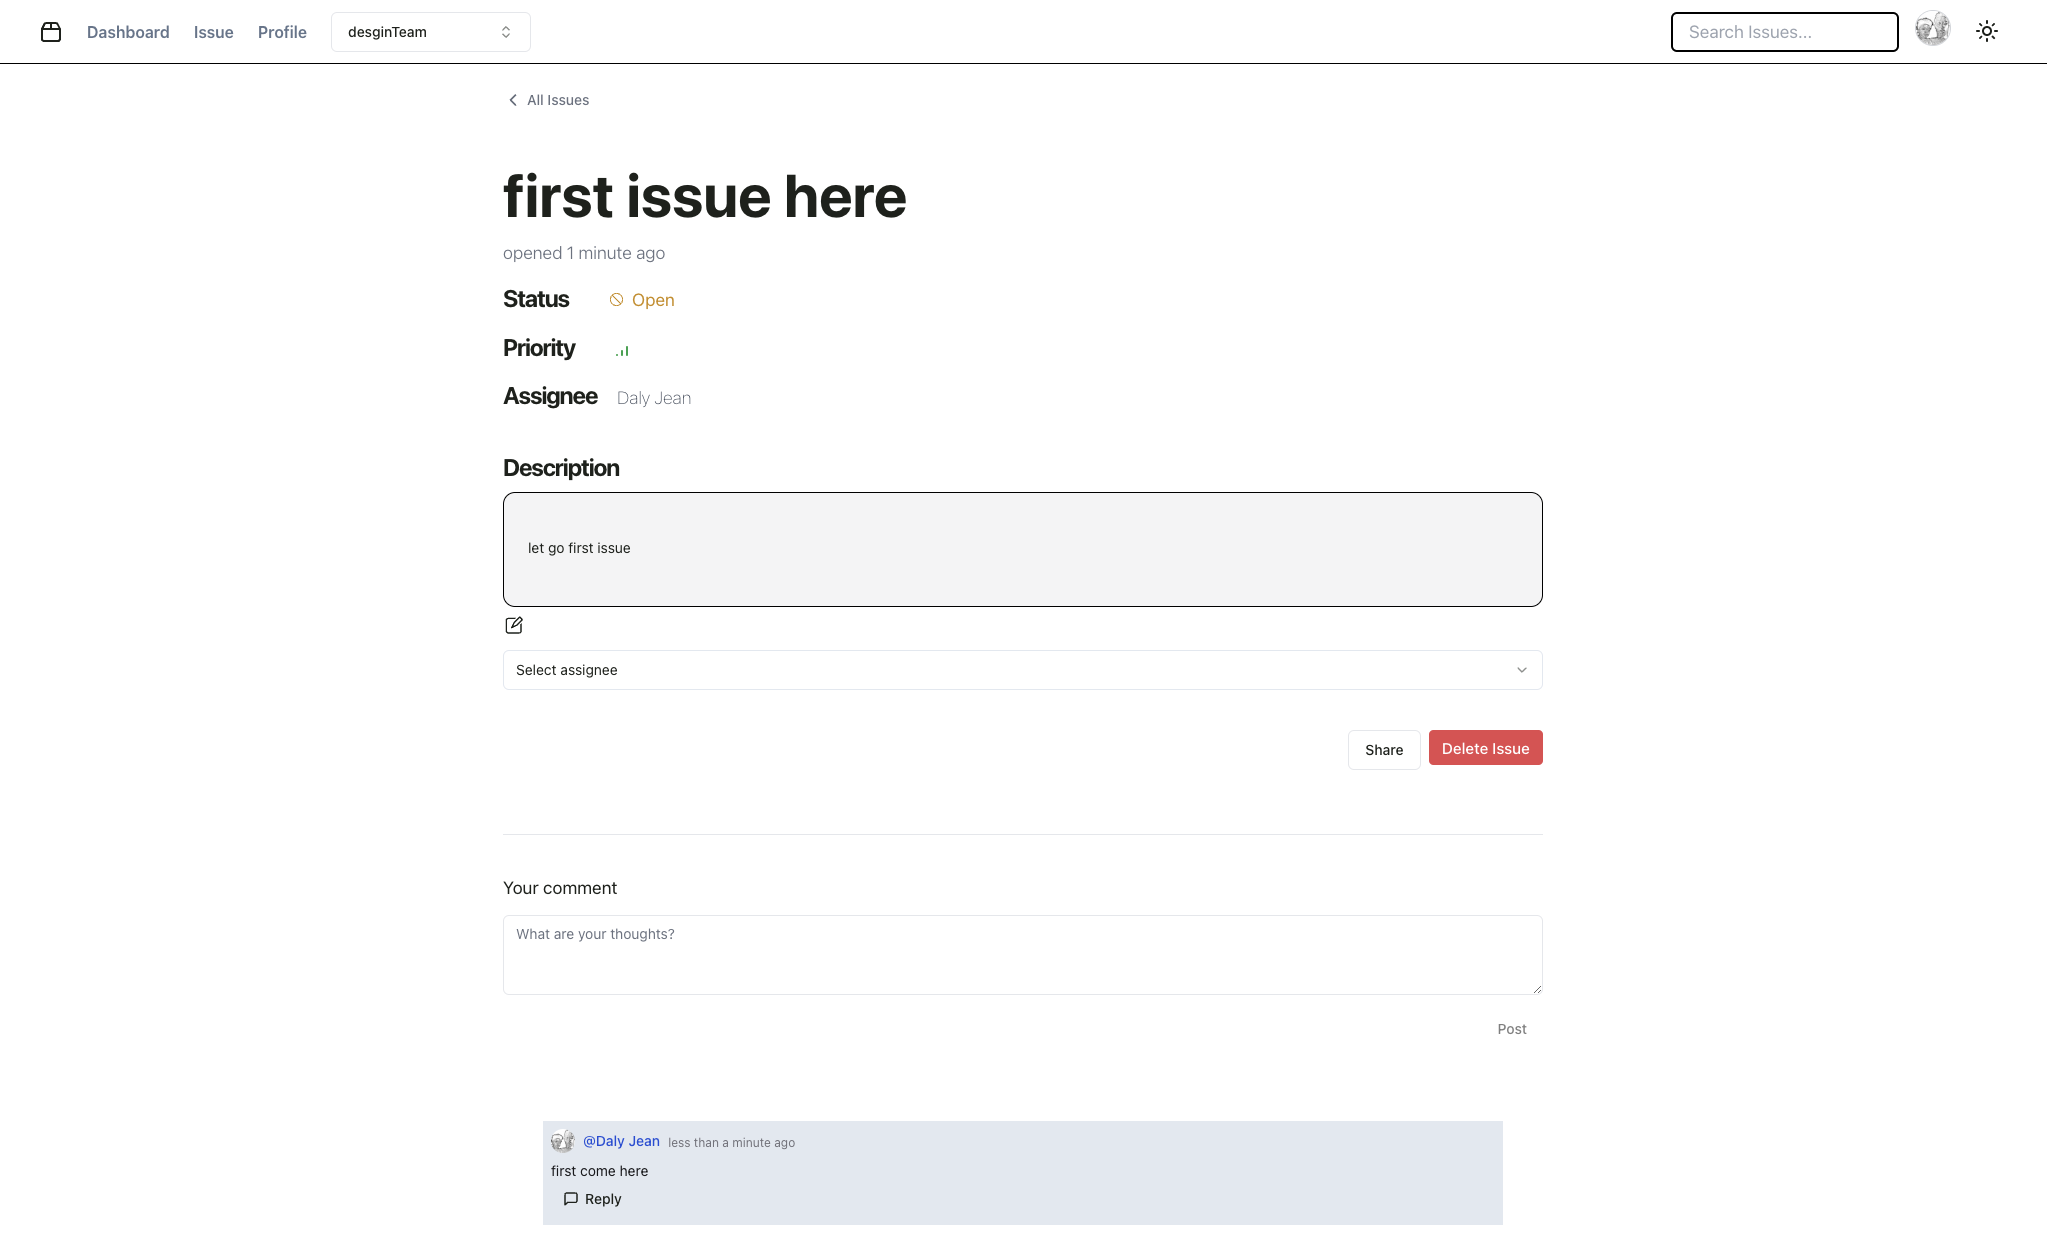 Dashboard Issue Profile desginTeam Search Issues...
All Issues
first issue here
opened 1 minute ago
Status Open
Priority
Assignee Daly Jean
Description
let go first issue
Select assignee
Share Delete Issue
Your comment
What are your thoughts?
Post
@Daly Jean less than a minute ago
first come here
Reply